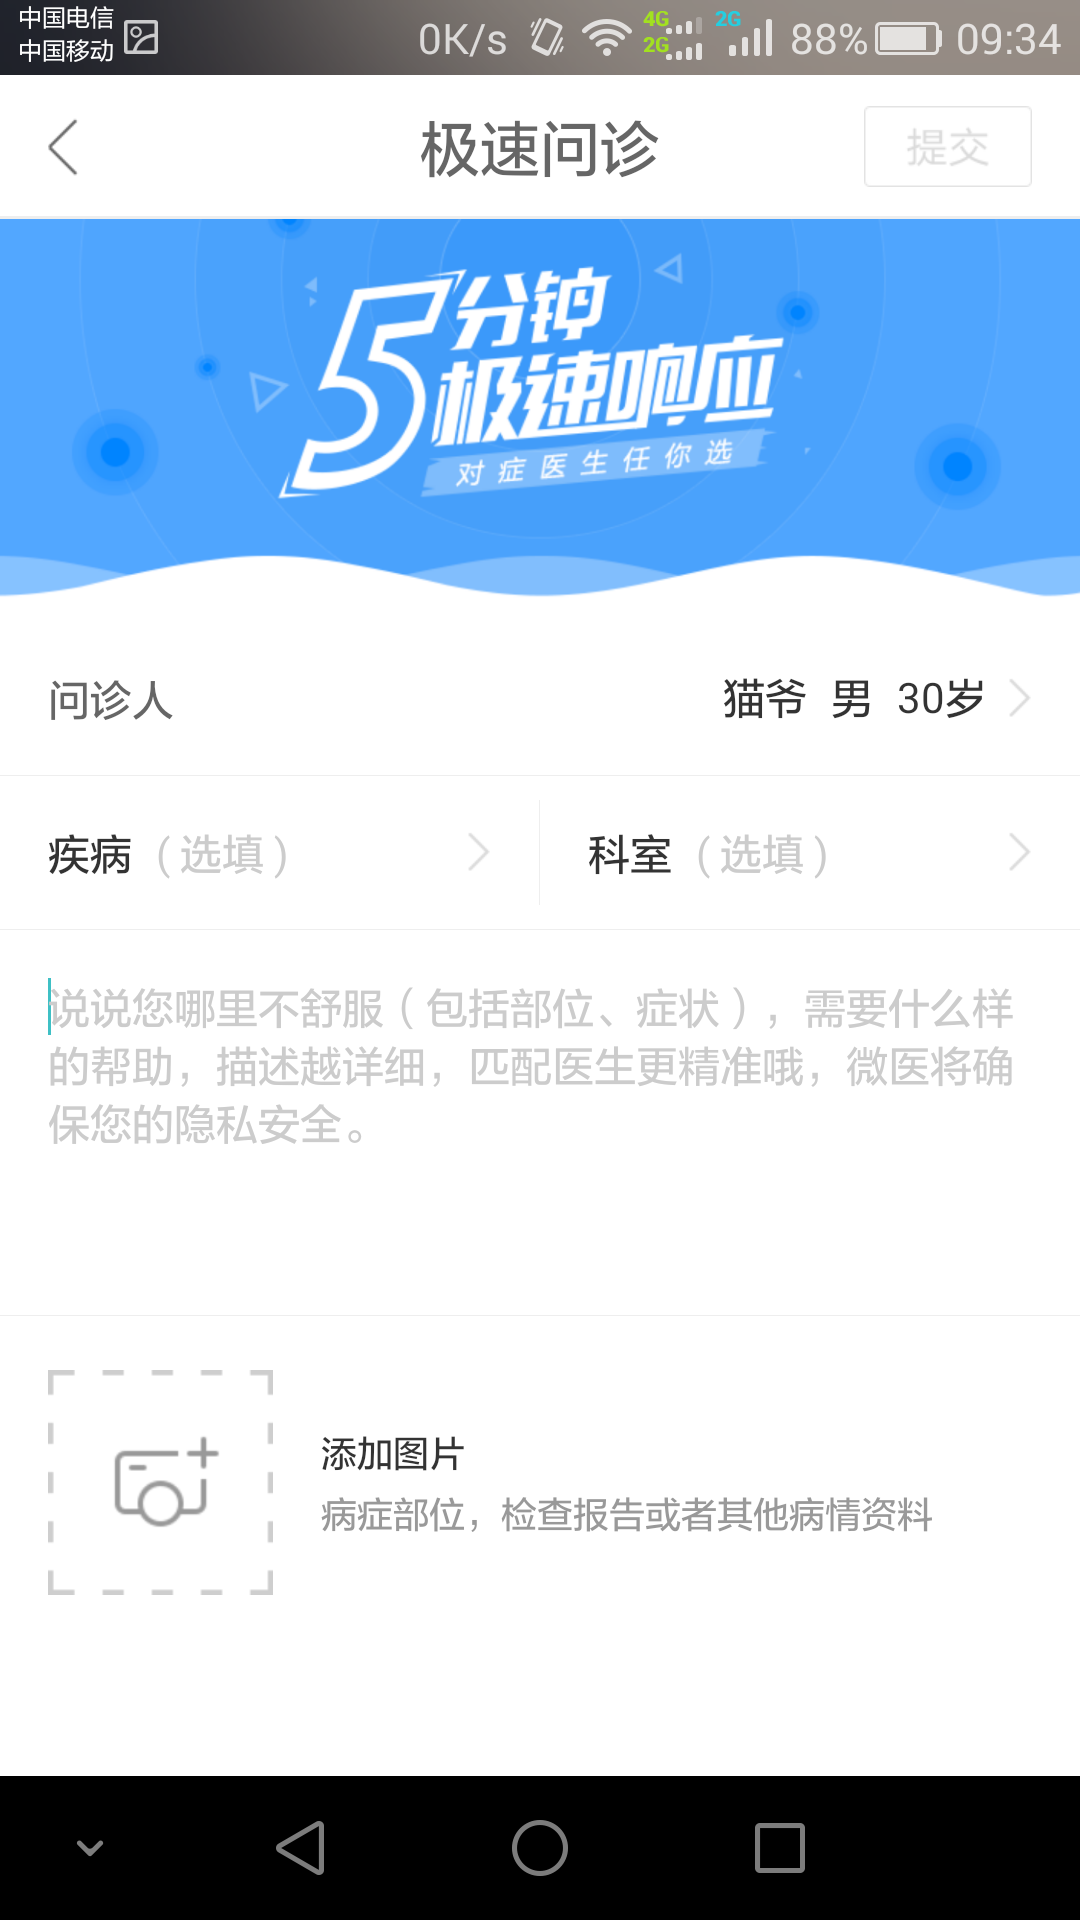 中国电信
中国移动
0K/s
4G
2G
2G
88%
09:34
极速问诊
提交
5分钟
极速响应
对症医生任你选
问诊人
猫爷 男 30岁
疾病（选填）
科室（选填）
说说您哪里不舒服（包括部位、症状），需要什么样
的帮助，描述越详细，匹配医生更精准哦，微医将确
保您的隐私安全。
添加图片
病症部位，检查报告或者其他病情资料